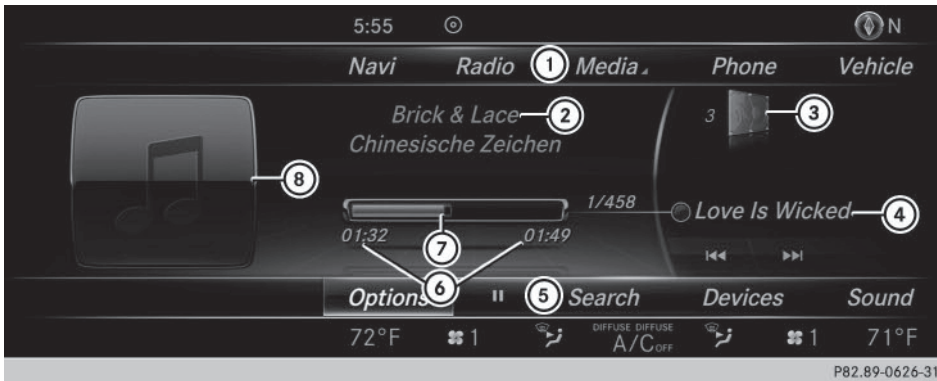 5:55 N
Navi Radio 1 Media Phone Vehicle
Brick & Lace 2
3 3
Chinesische Zeichen
8
1/458 Love Is Wicked 4
01:32 7 01:49
6
Options 5 Search Devices Sound
72°F 1 DIFFUSE DIFFUSE A/C OFF 1 71°F
P82.89-0626-31